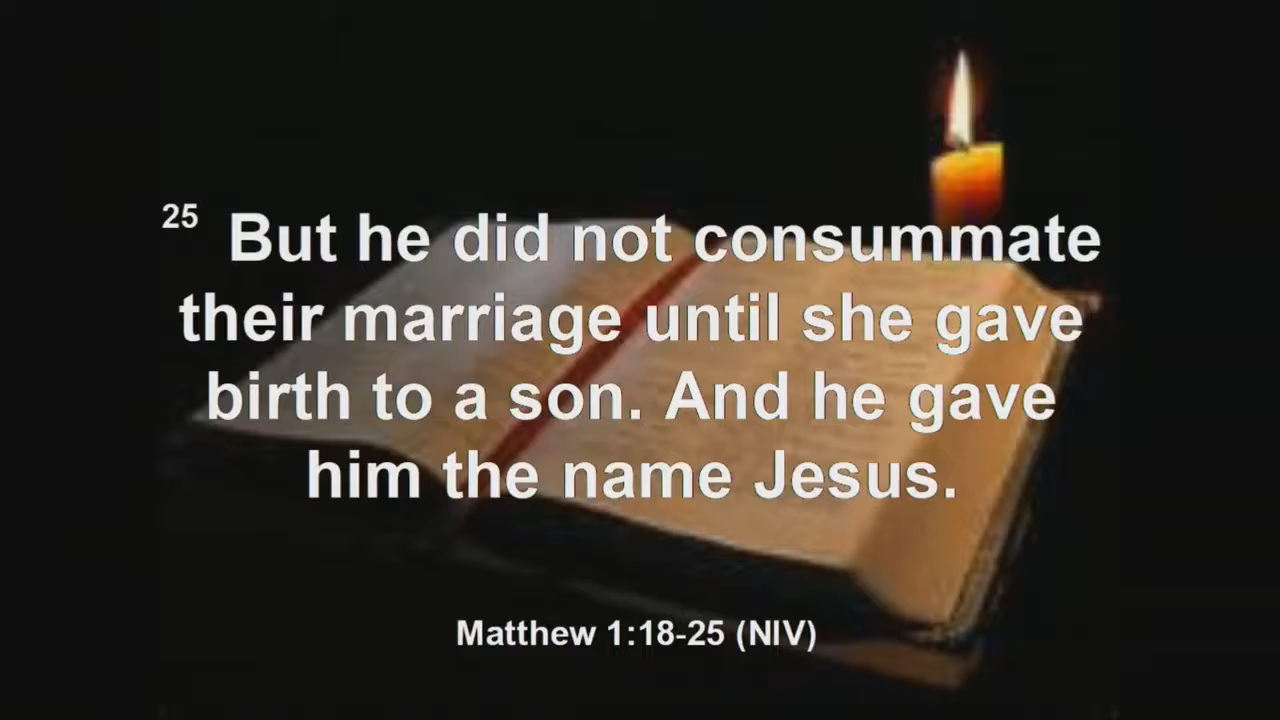 25 But he did not consummate
their marriage until she gave
birth to a son. And he gave
him the name Jesus.
Matthew 1:18-25 (NIV)